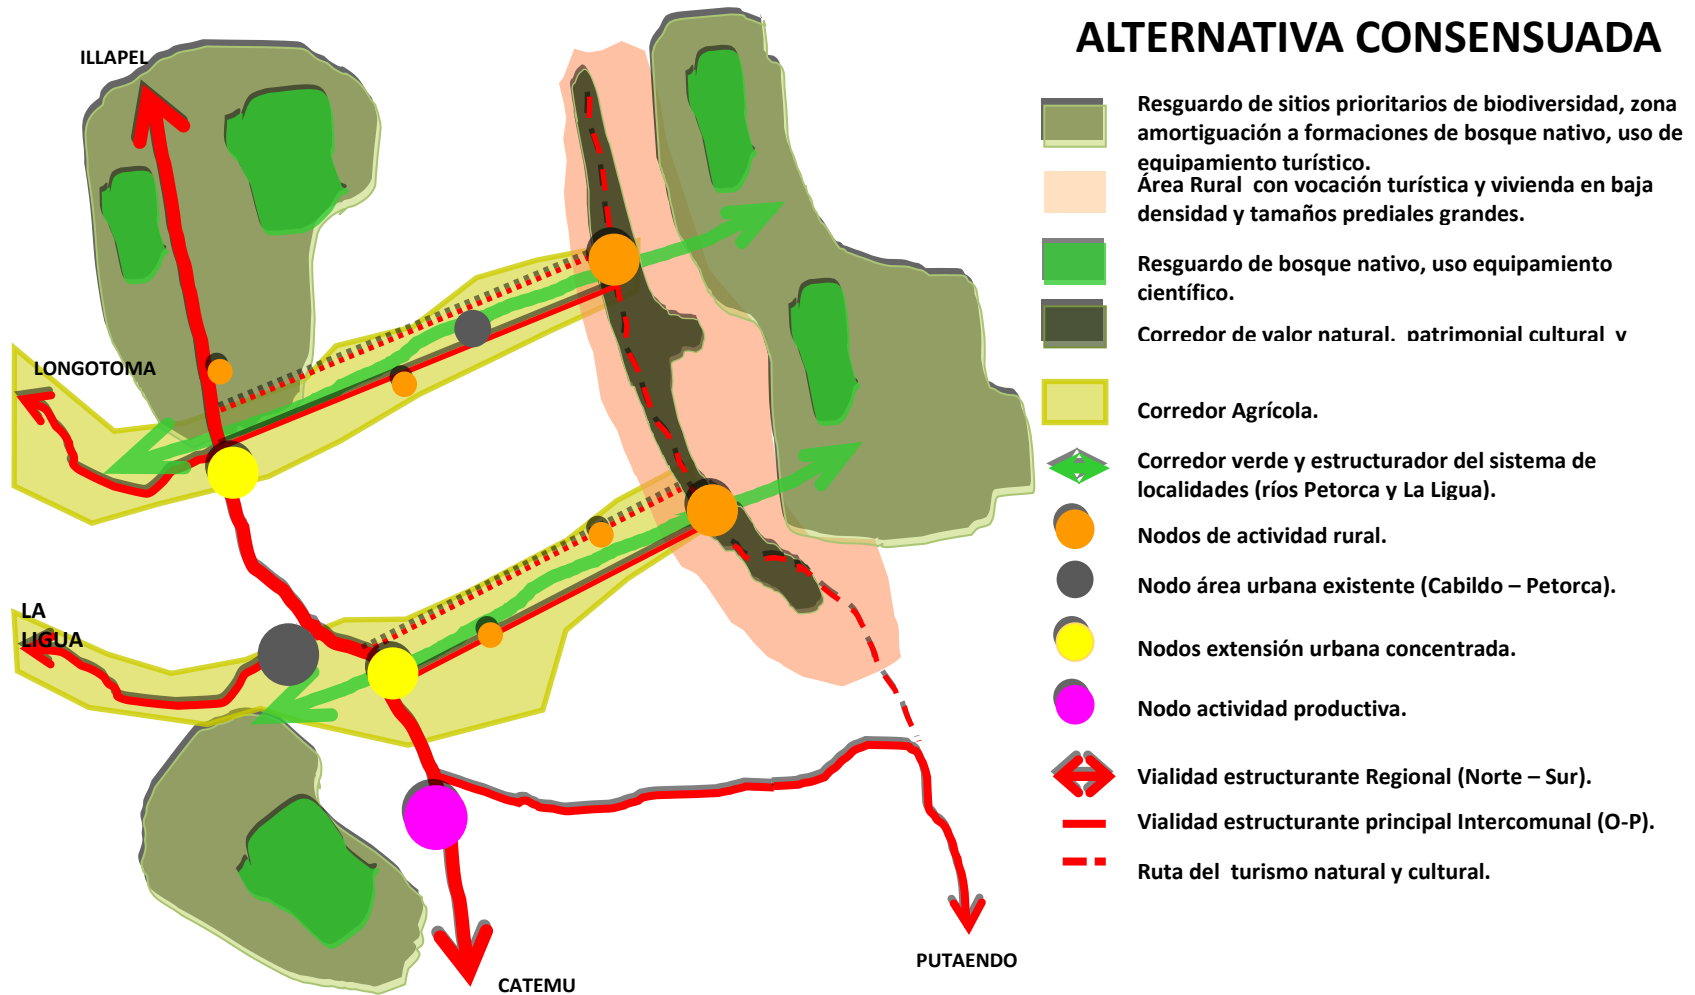 ALTERNATIVA CONSENSUADA
ILLAPEL
LONGOTOMA
LA
LIGUA
CATEMU
PUTAENDO
Resguardo de sitios prioritarios de biodiversidad, zona
amortiguación a formaciones de bosque nativo, uso de
equipamiento turístico.
Área Rural con vocación turística y vivienda en baja
densidad y tamaños prediales grandes.
Resguardo de bosque nativo, uso equipamiento
científico.
Corredor de valor natural, patrimonial cultural y
Corredor Agrícola.
Corredor verde y estructurador del sistema de
localidades (ríos Petorca y La Ligua).
Nodos de actividad rural.
Nodo área urbana existente (Cabildo – Petorca).
Nodos extensión urbana concentrada.
Nodo actividad productiva.
Vialidad estructurante Regional (Norte – Sur).
Vialidad estructurante principal Intercomunal (O-P).
Ruta del turismo natural y cultural.